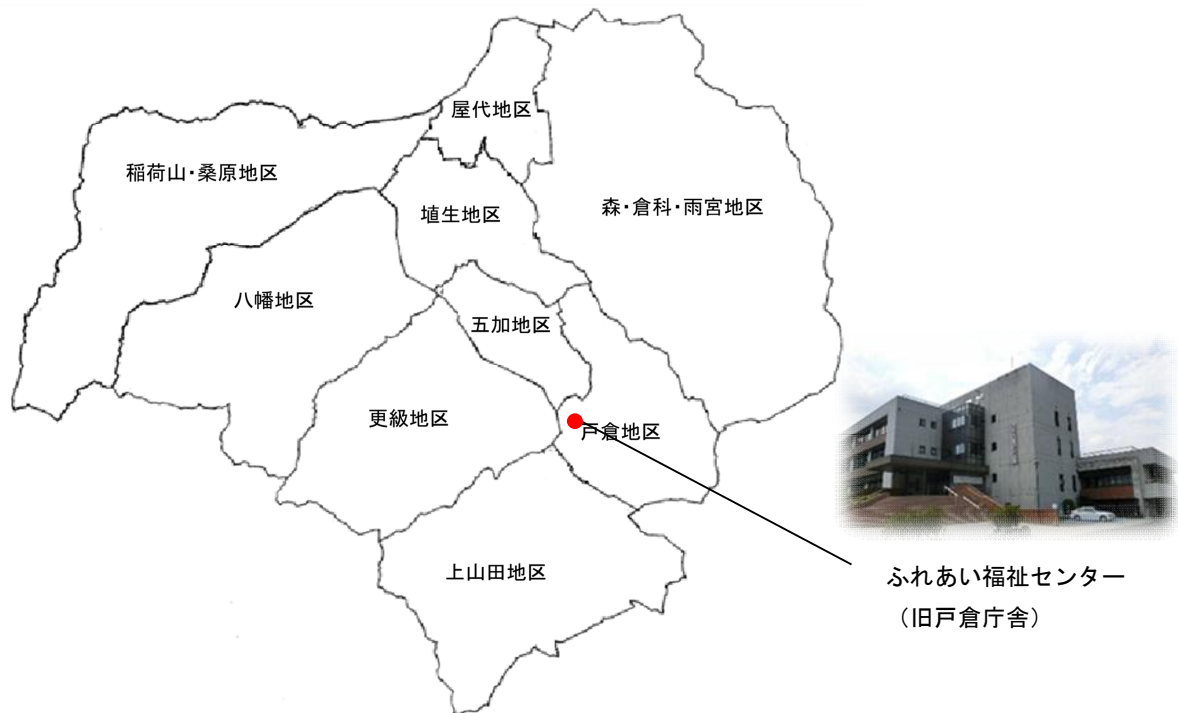 屋代地区
稲荷山・桑原地区
埴生地区
森・倉科・雨宮地区
八幡地区
五加地区
更級地区
戸倉地区
上山田地区
ふれあい福祉センター
（旧戸倉庁舎）